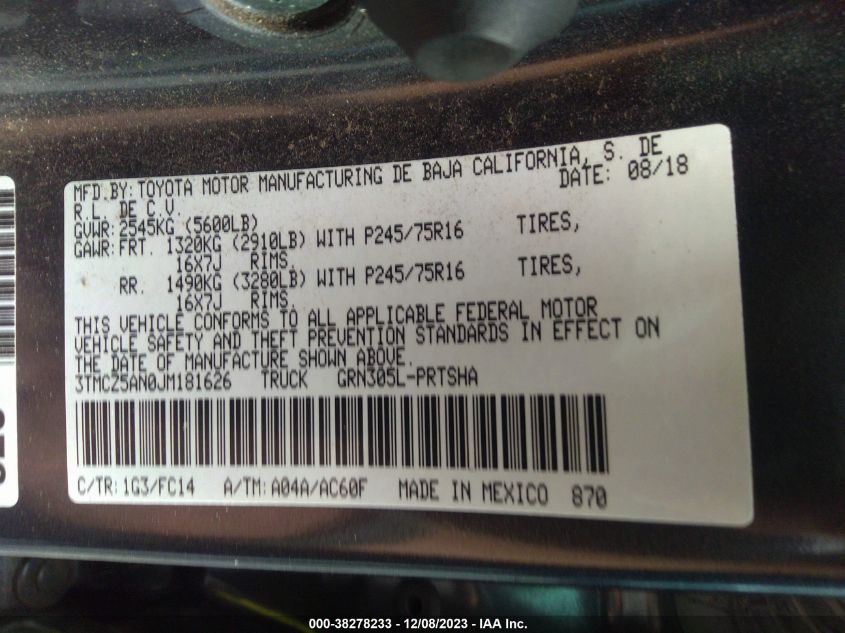 MFD.BY: TOYOTA MOTOR MANUFACTURING DE BAJA CALIFORNIA, S. DE
R.L. DE C.V. DATE: 08/18
GVWR: 2545KG (5600LB)
GAWR: FRT. 1320KG (2910LB) WITH P245/75R16 TIRES,
16X7J RIMS.
RR. 1490KG (3280LB) WITH P245/75R16 TIRES,
16X7J RIMS.
THIS VEHICLE CONFORMS TO ALL APPLICABLE FEDERAL MOTOR
VEHICLE SAFETY AND THEFT PREVENTION STANDARDS IN EFFECT ON
THE DATE OF MANUFACTURE SHOWN ABOVE.
3TMCZ5AN0JM181626 TRUCK GRN305L-PRTSHA
C/TR: 1G3/FC14 A/TM: A04A/AC60F MADE IN MEXICO 870
000-38278233 - 12/08/2023 - IAA Inc.